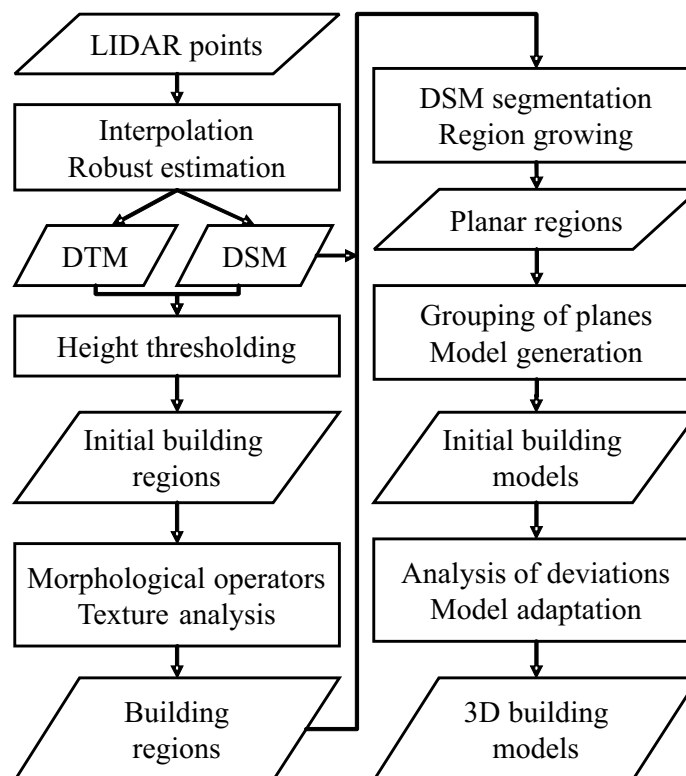 LIDAR points
Interpolation
Robust estimation
DTM
DSM
Height thresholding
Initial building
regions
Morphological operators
Texture analysis
Building
regions
DSM segmentation
Region growing
Planar regions
Grouping of planes
Model generation
Initial building
models
Analysis of deviations
Model adaptation
3D building
models